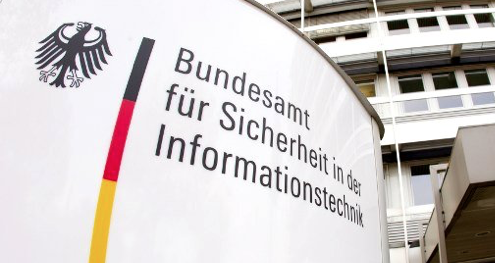 Bundesamt
für Sicherheit in der
Informationstechnik